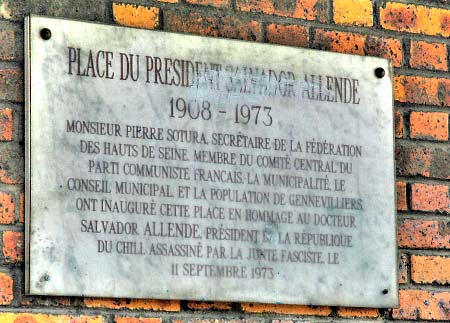 PLACE DU PRESIDENT SALVADOR ALLENDE
1908 - 1973
MONSIEUR PIERRE SOTURA, SECRÉTAIRE DE LA FÉDÉRATION
DES HAUTS DE SEINE, MEMBRE DU COMITÉ CENTRAL DU
PARTI COMMUNISTE FRANCAIS, LA MUNICIPALITÉ, LE
CONSEIL MUNICIPAL ET LA POPULATION DE GENNEVILLIERS,
ONT INAUGURÉ CETTE PLACE EN HOMMAGE AU DOCTEUR
SALVADOR ALLENDE, PRÉSIDENT DE LA RÉPUBLIQUE
DU CHILI, ASSASSINÉ PAR LA JUNTE FASCISTE, LE
11 SEPTEMBRE 1973